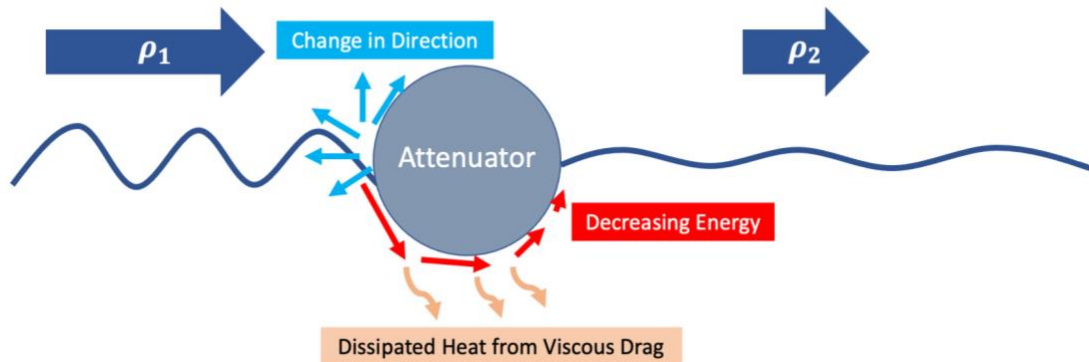 ρ₁
Change in Direction
ρ₂
Attenuator
Decreasing Energy
Dissipated Heat from Viscous Drag